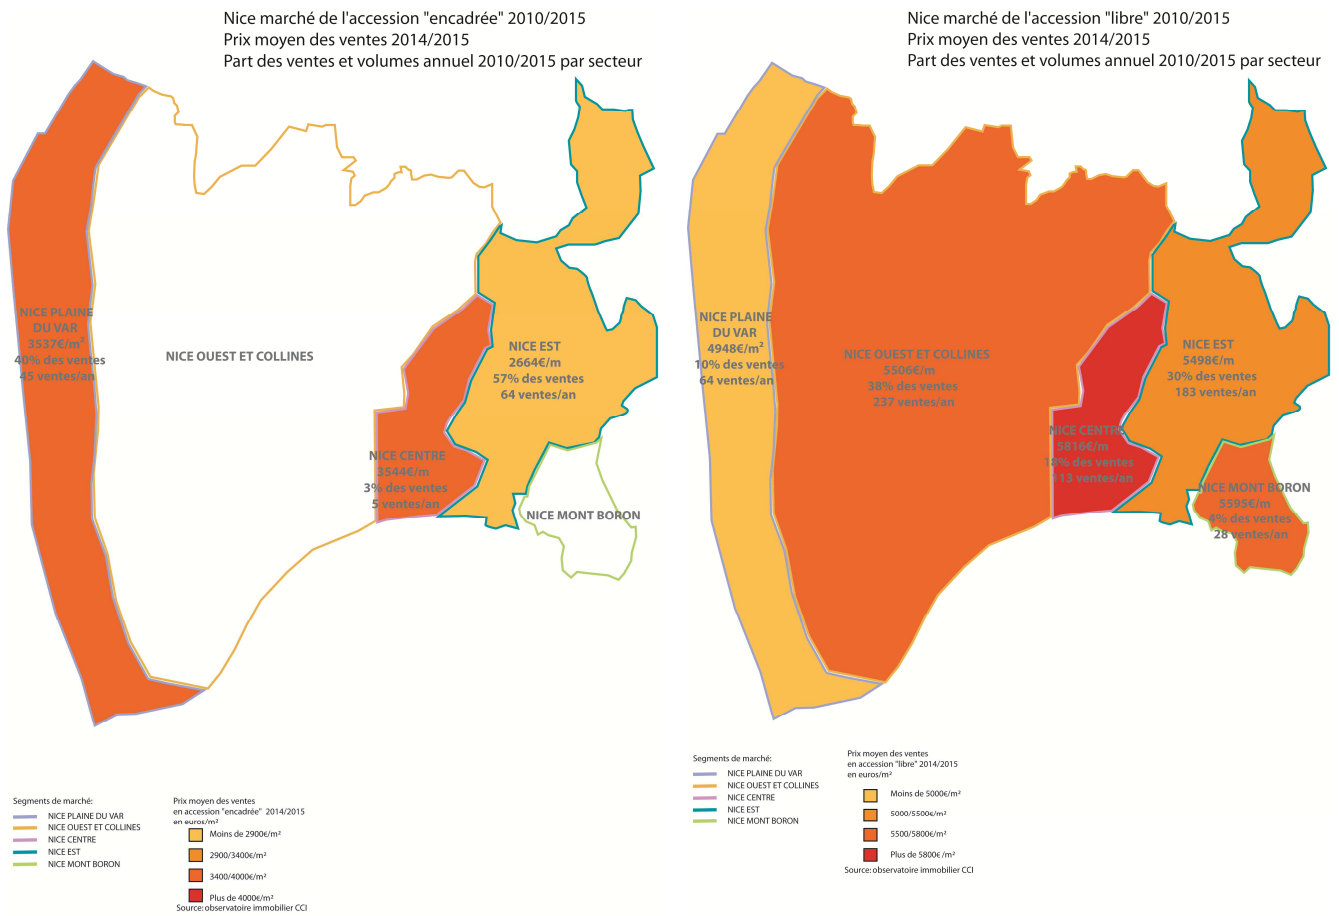 Nice marché de l'accession "encadrée" 2010/2015
Prix moyen des ventes 2014/2015
Part des ventes et volumes annuel 2010/2015 par secteur
NICE PLAINE
DU VAR
3537€/m²
40% des ventes
45 ventes/an
NICE OUEST ET COLLINES
NICE EST
2664€/m
57% des ventes
64 ventes/an
NICE CENTRE
3544€/m
3% des ventes
5 ventes/an
NICE MONT BORON
Segments de marché:
NICE PLAINE DU VAR
NICE OUEST ET COLLINES
NICE CENTRE
NICE EST
NICE MONT BORON
Prix moyen des ventes
en accession "encadrée" 2014/2015
en euros/m²
Moins de 2900€/m²
2900/3400€/m²
3400/4000€/m²
Plus de 4000€/m²
Source: observatoire immobilier CCI
Nice marché de l'accession "libre" 2010/2015
Prix moyen des ventes 2014/2015
Part des ventes et volumes annuel 2010/2015 par secteur
NICE PLAINE
DU VAR
4948€/m²
10% des ventes
64 ventes/an
NICE OUEST ET COLLINES
5506€/m
38% des ventes
237 ventes/an
NICE EST
5498€/m
30% des ventes
183 ventes/an
NICE CENTRE
5816€/m
18% des ventes
113 ventes/an
NICE MONT BORON
5595€/m
4% des ventes
28 ventes/an
Segments de marché:
NICE PLAINE DU VAR
NICE OUEST ET COLLINES
NICE CENTRE
NICE EST
NICE MONT BORON
Prix moyen des ventes
en accession "libre" 2014/2015
en euros/m²
Moins de 5000€/m²
5000/5500€/m²
5500/5800€/m²
Plus de 5800€ /m²
Source: observatoire immobilier CCI